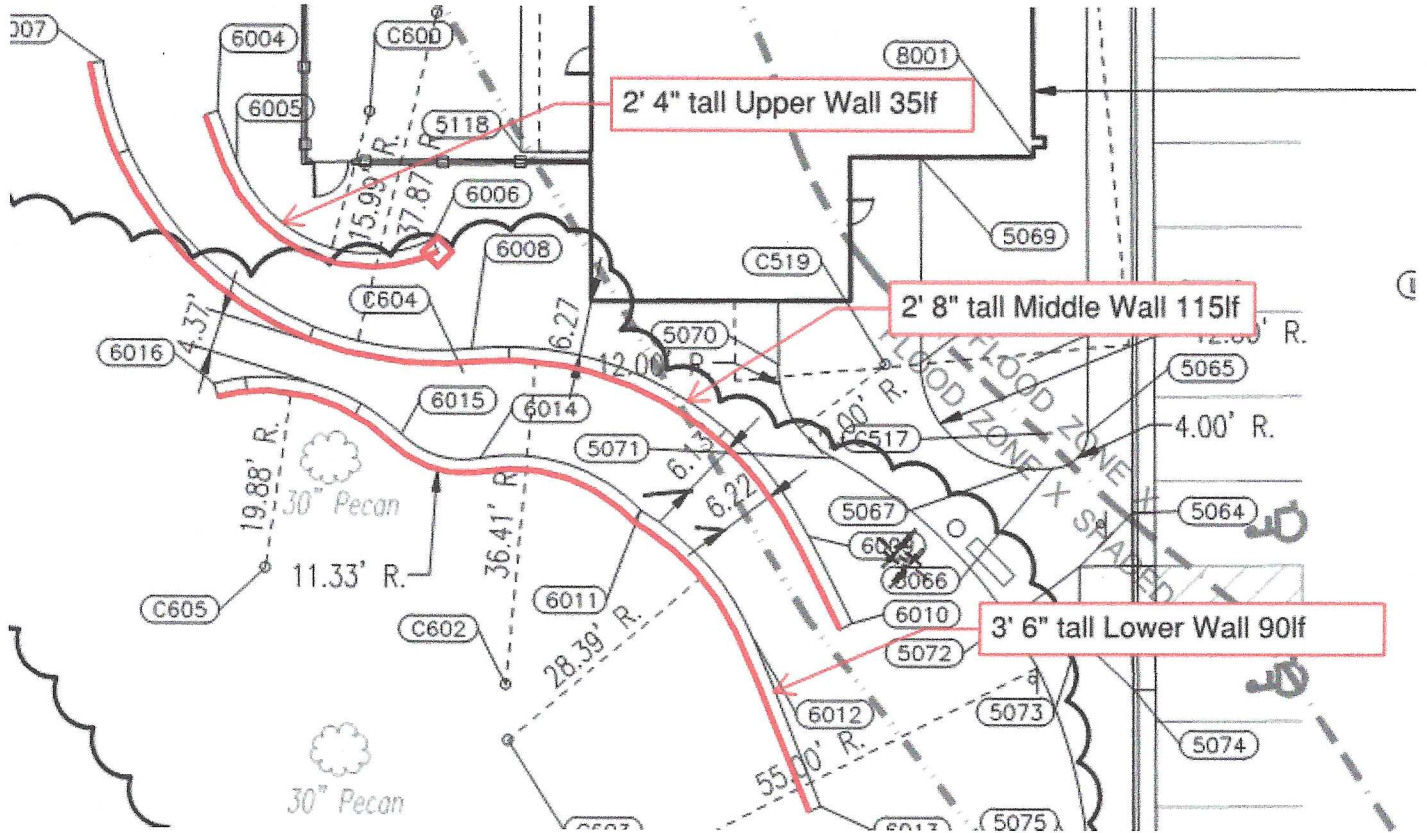 6004
C600
8001
6005
2' 4" tall Upper Wall 35lf
5118
15.99' R.
37.87' R.
6006
6008
C519
5069
C604
2' 8" tall Middle Wall 115lf
4.37'
6.27
5070
12.00' R.
6016
5065
6015
6014
FLOOD ZONE X
FLOOD ZONE X SHADED
C517
4.00' R.
5071
6.13'
19.88' R.
30" Pecan
6.22'
5067
5064
36.41' R.
11.33' R.
5066
6011
6010
C605
C602
28.39' R.
3' 6" tall Lower Wall 90lf
5072
6012
5073
5074
55.00' R.
30" Pecan
6013
5075